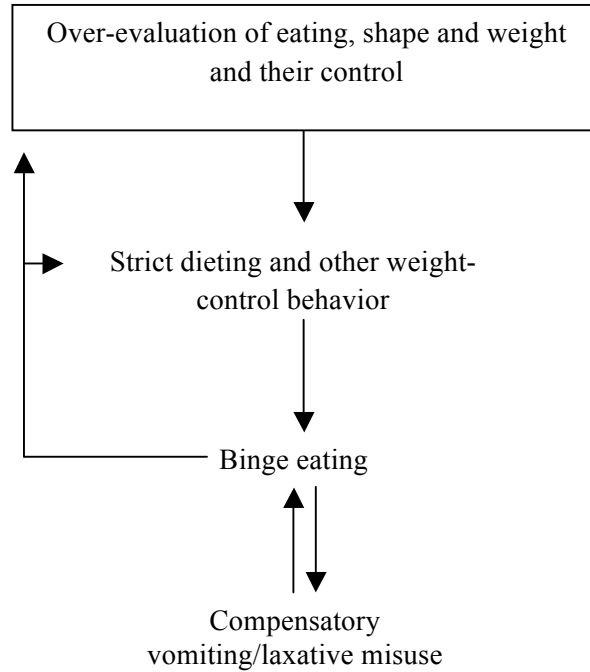 Over-evaluation of eating, shape and weight
and their control
Strict dieting and other weight-
control behavior
Binge eating
Compensatory
vomiting/laxative misuse